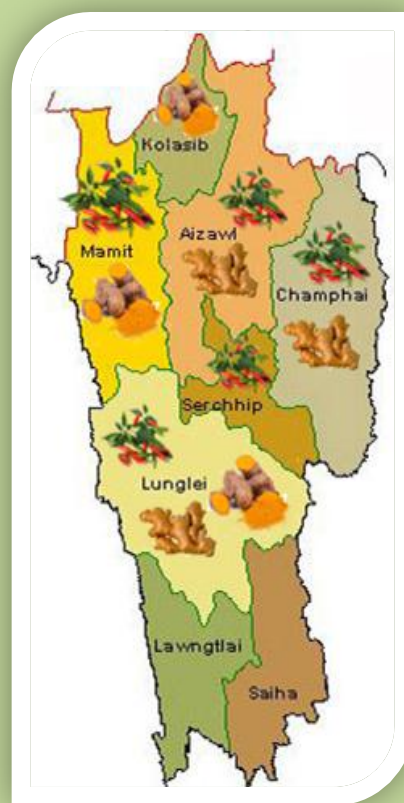 Kolasib
Aizawl
Mamit
Champhai
Serchhip
Lunglei
Lawngtlai
Saiha